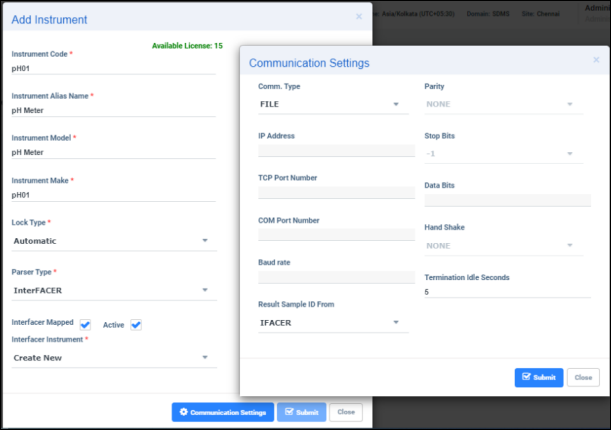 Add Instrument
×
Available License: 15
Instrument Code *
pH01
Instrument Alias Name *
pH Meter
Instrument Model *
pH Meter
Instrument Make *
pH01
Lock Type *
Automatic
Parser Type *
InterFACER
Interfacer Mapped
Active
Interfacer Instrument *
Create New
Communication Settings
Submit
Close
Asia/Kolkata (UTC+05:30) Domain: SDMS Site: Chennai
Admini
Communication Settings
×
Comm. Type
FILE
IP Address
TCP Port Number
COM Port Number
Baud rate
Result Sample ID From
IFACER
Parity
NONE
Stop Bits
-1
Data Bits
Hand Shake
NONE
Termination Idle Seconds
5
Submit
Close